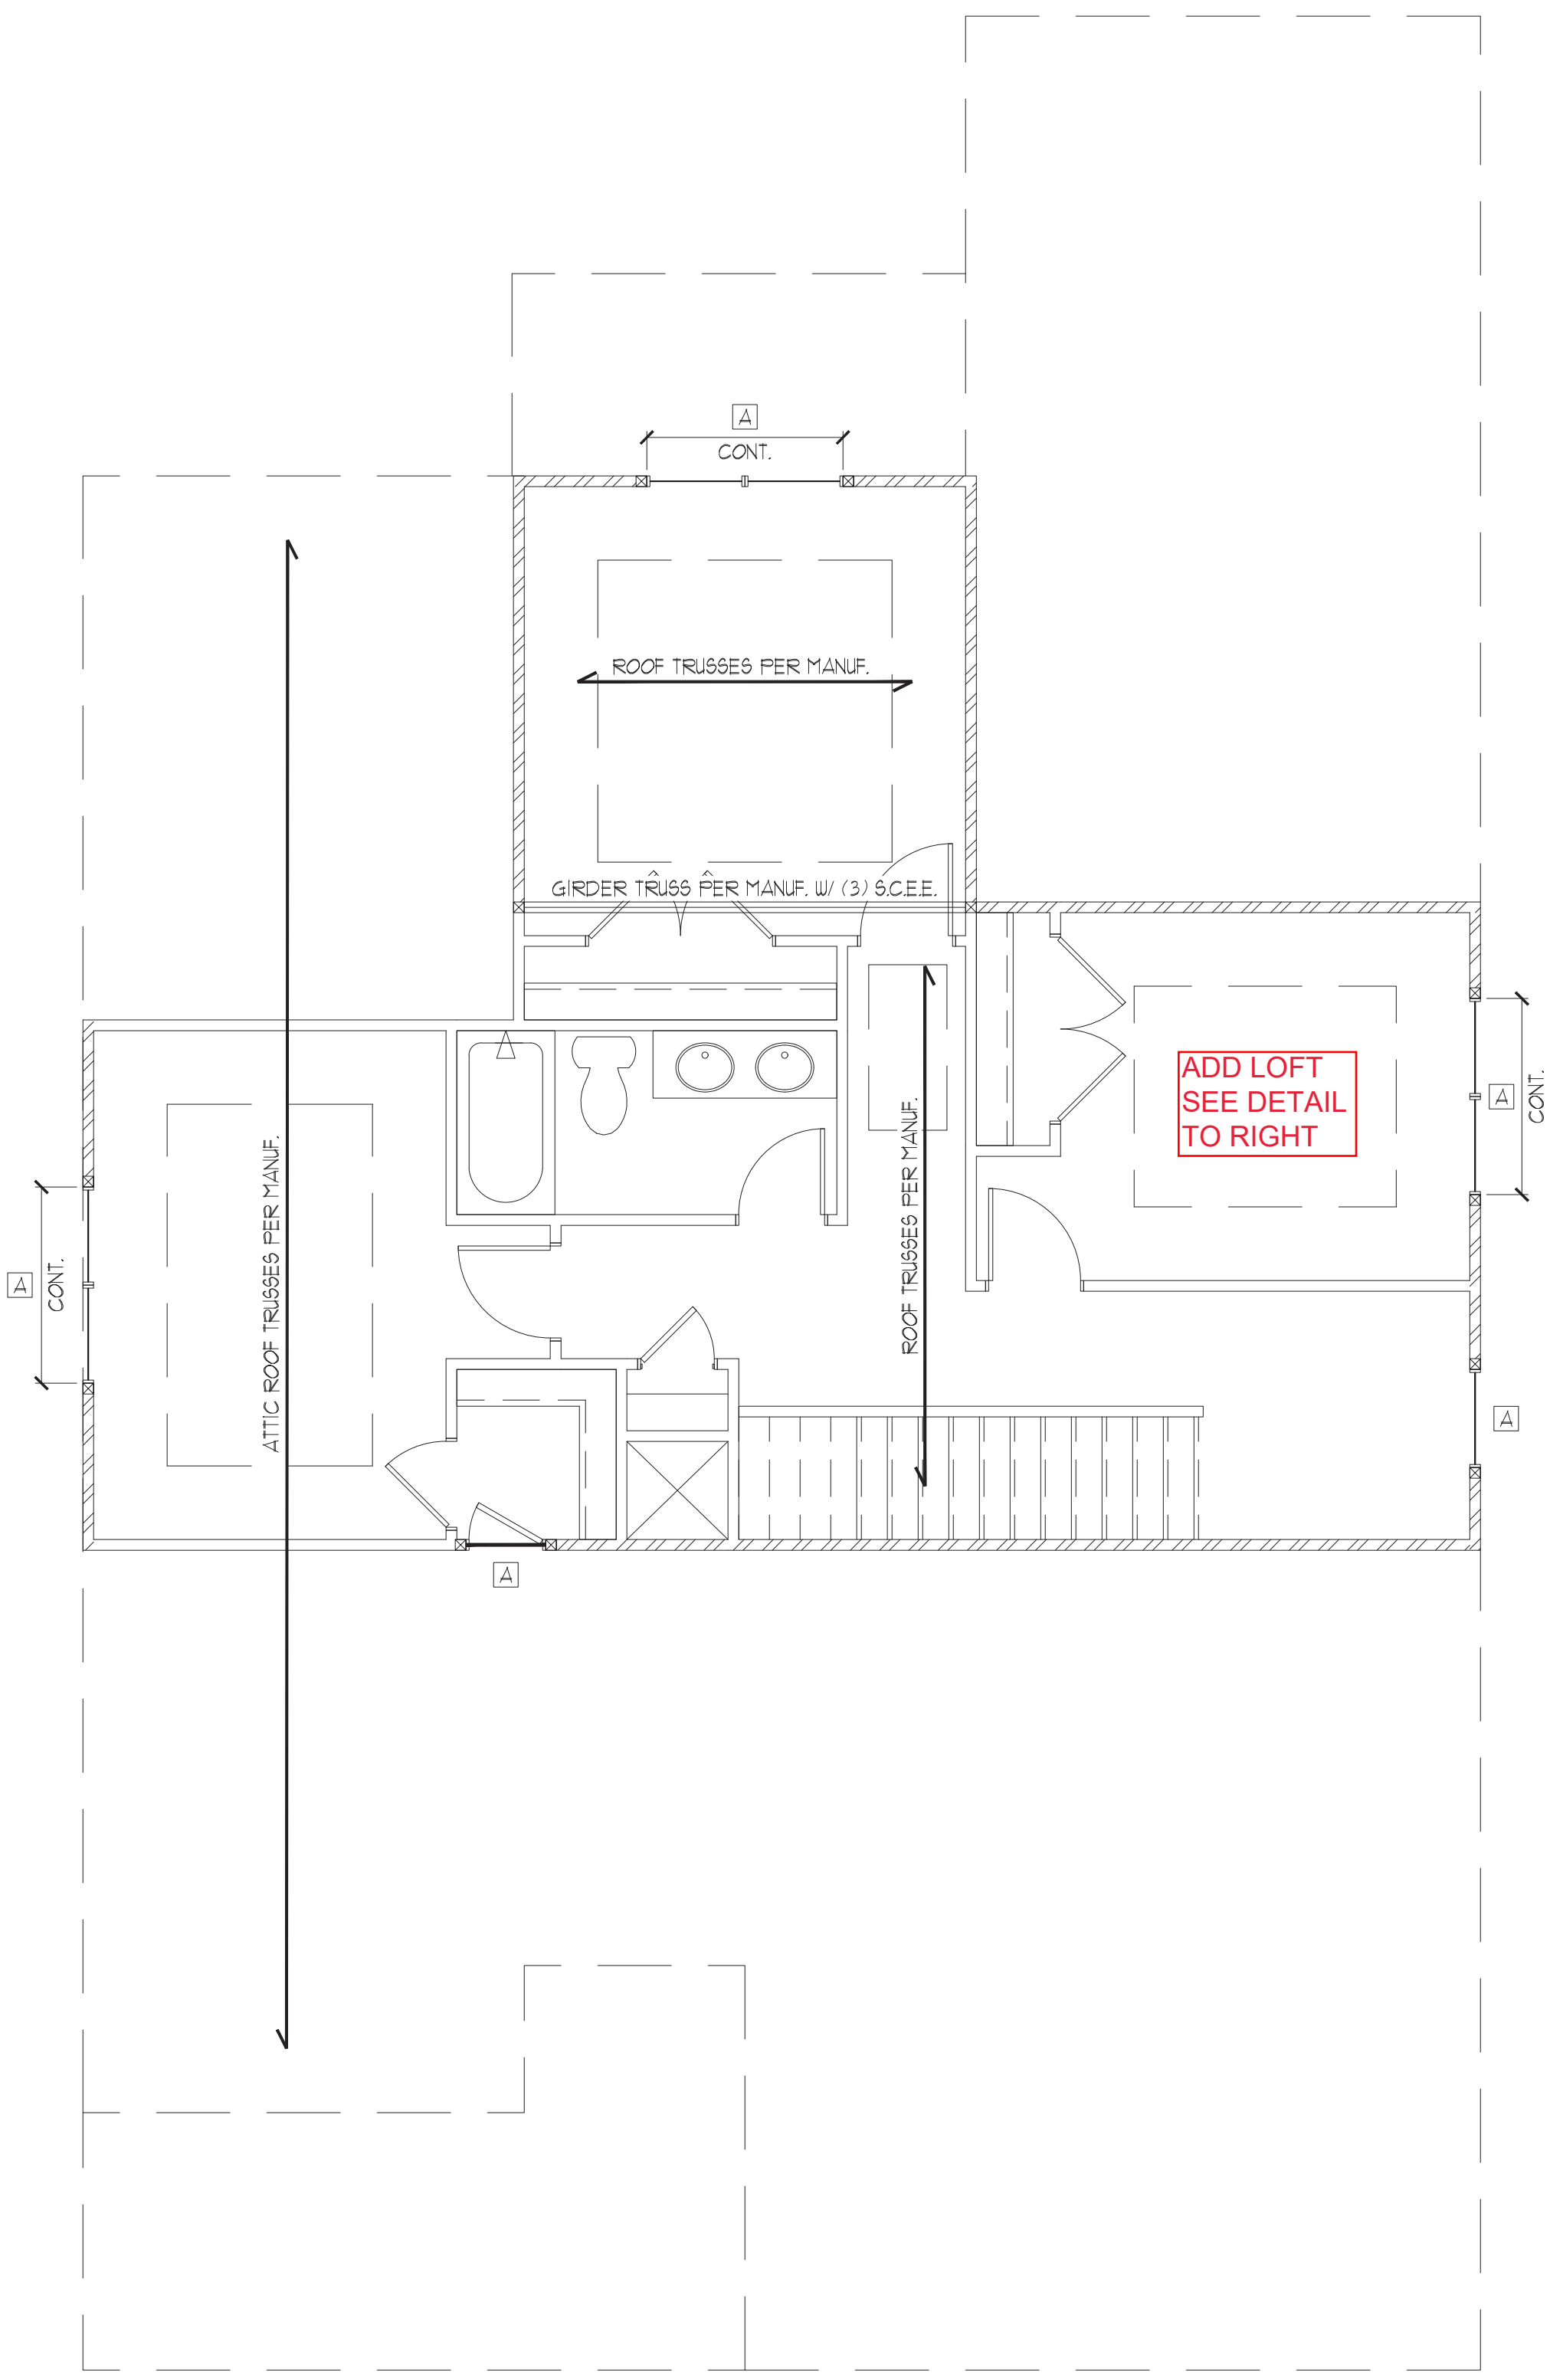 A
CONT.
ROOF TRUSSES PER MANUF.
GIRDER TRUSS PER MANUF. W/ (3) S.C.E.E.
ADD LOFT
SEE DETAIL
TO RIGHT
A
CONT.
ROOF TRUSSES PER MANUF.
ATTIC ROOF TRUSSES PER MANUF.
A
CONT.
A
A